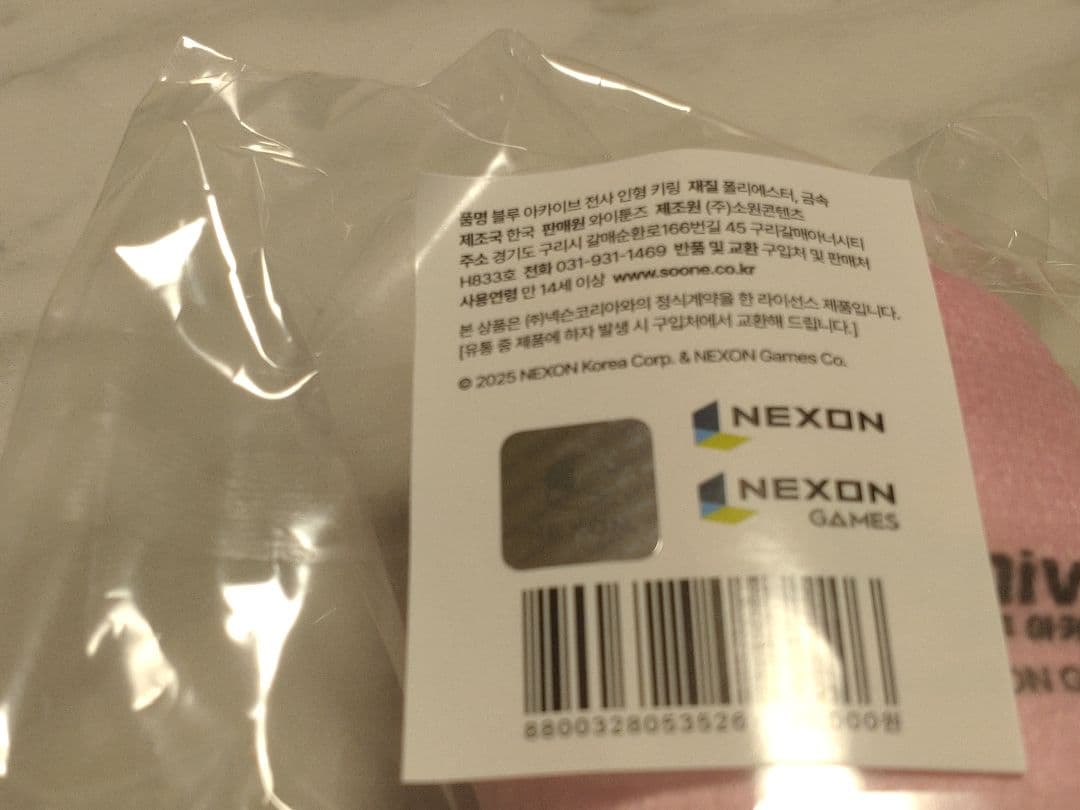 품명 블루 아카이브 전사 인형 키링 재질 폴리에스터, 금속
제조국 한국 판매원 와이툰즈 제조원 (주)소원콘텐츠
주소 경기도 구리시 갈매순환로166번길 45 구리갈매아너시티
H833호 전화 031-931-1469 반품 및 교환 구입처 및 판매처
사용연령 만 14세 이상 www.soone.co.kr
본 상품은 (주)넥슨코리아와의 정식계약을 한 라이선스 제품입니다.
[유통 중 제품에 하자 발생 시 구입처에서 교환해 드립니다.]
© 2025 NEXON Korea Corp. & NEXON Games Co.
NEXON
NEXON
GAMES
8800328053526
000원